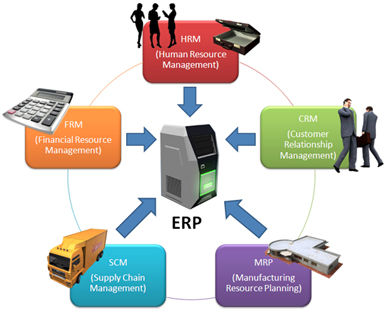 HRM
(Human Resource
Management)
FRM
(Financial Resource
Management)
CRM
(Customer
Relationship
Management)
ERP
SCM
(Supply Chain
Management)
MRP
(Manufacturing
Resource Planning)